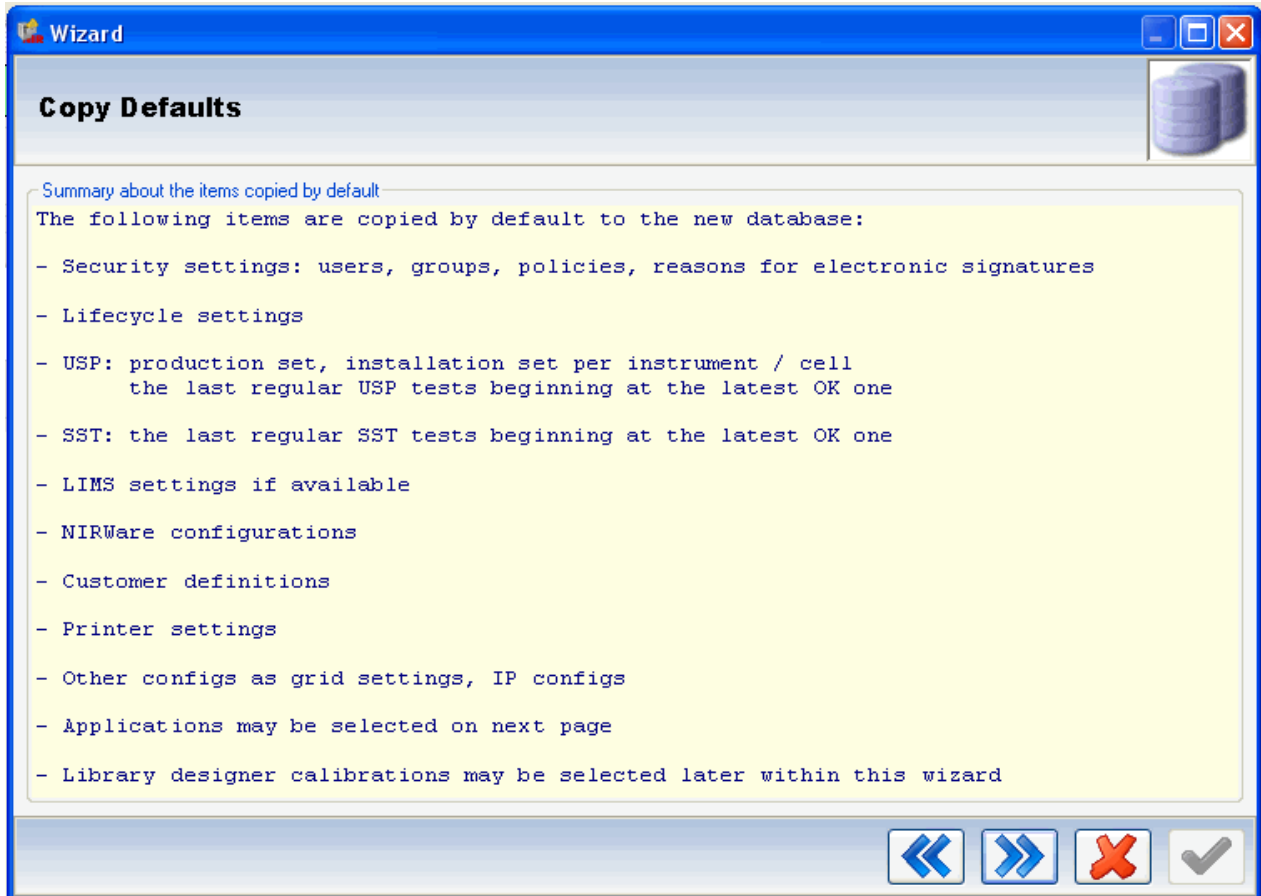 Wizard
Copy Defaults
Summary about the items copied by default
The following items are copied by default to the new database:
- Security settings: users, groups, policies, reasons for electronic signatures
- Lifecycle settings
- USP: production set, installation set per instrument / cell
the last regular USP tests beginning at the latest OK one
- SST: the last regular SST tests beginning at the latest OK one
- LIMS settings if available
- NIRWare configurations
- Customer definitions
- Printer settings
- Other configs as grid settings, IP configs
- Applications may be selected on next page
- Library designer calibrations may be selected later within this wizard